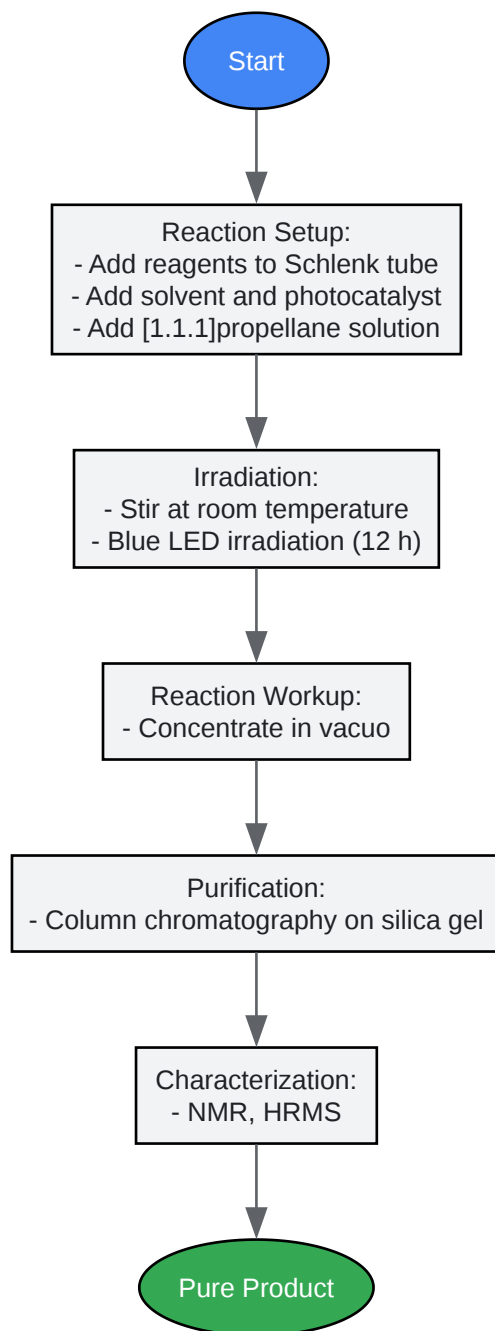 Start
Reaction Setup:
- Add reagents to Schlenk tube
- Add solvent and photocatalyst
- Add [1.1.1]propellane solution
Irradiation:
- Stir at room temperature
- Blue LED irradiation (12 h)
Reaction Workup:
- Concentrate in vacuo
Purification:
- Column chromatography on silica gel
Characterization:
- NMR, HRMS
Pure Product